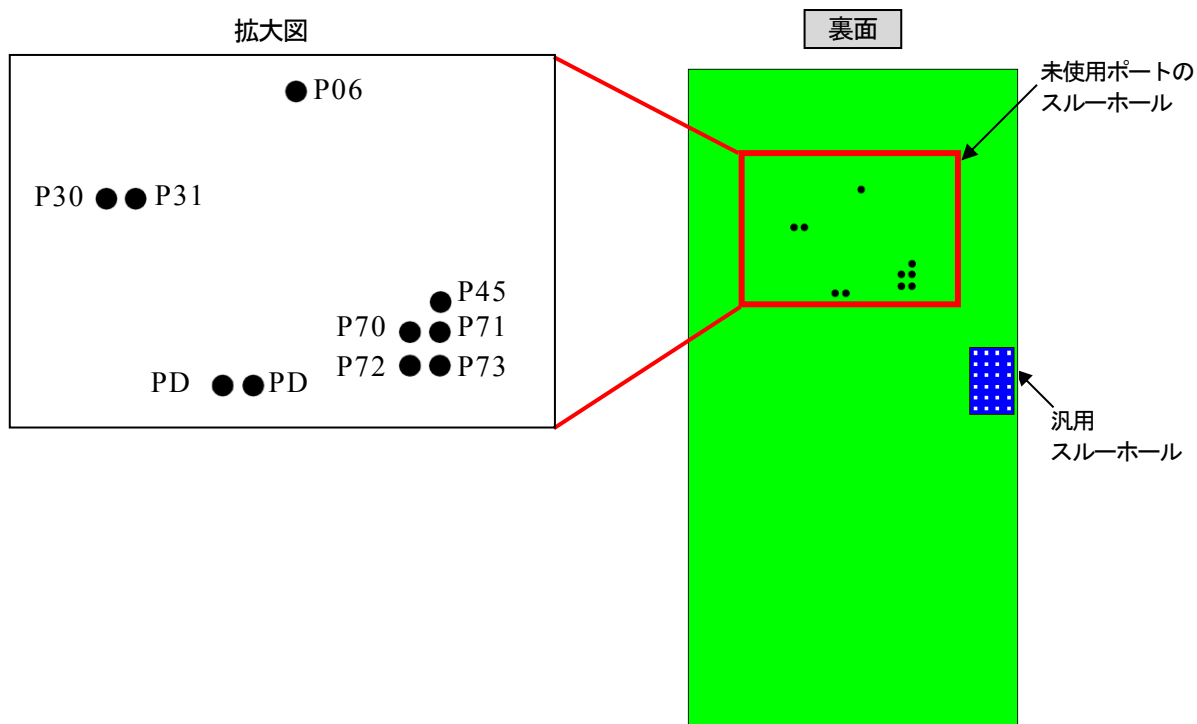 拡大図
P06
P30
P31
P45
P70
P71
P72
P73
PD
PD
裏面
未使用ポートの
スルーホール
汎用
スルーホール